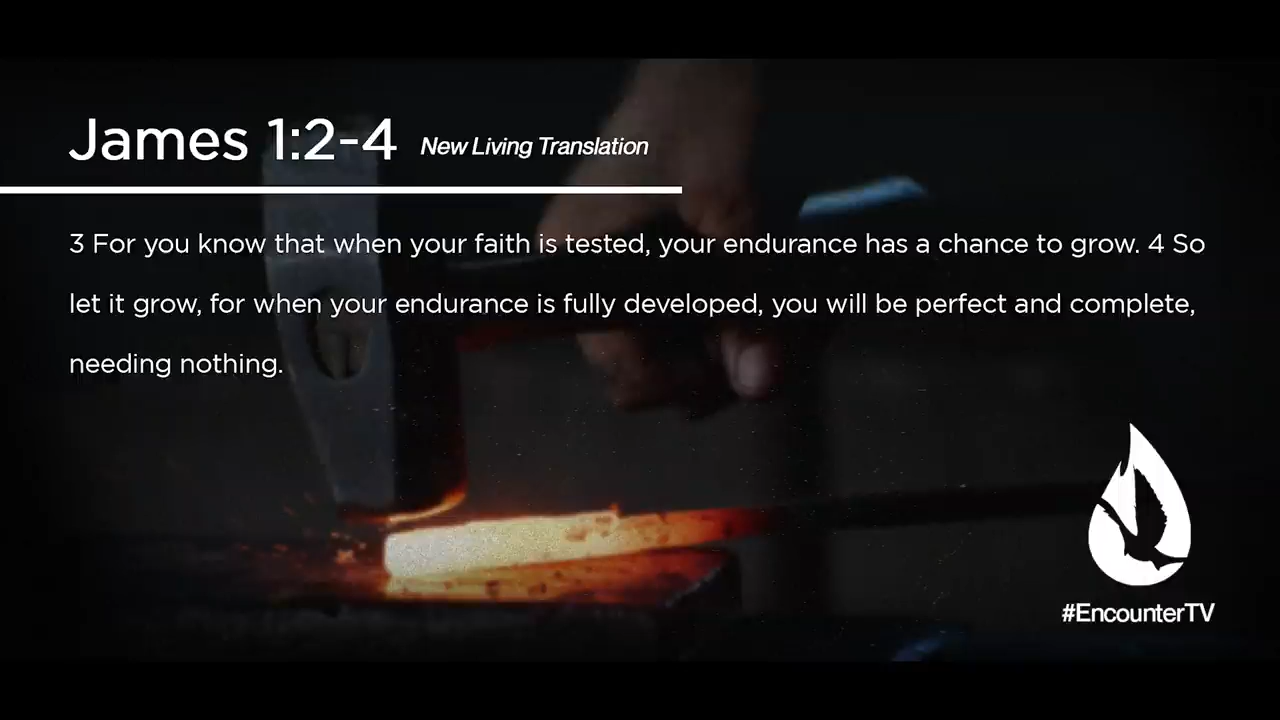 James 1:2-4 New Living Translation
3 For you know that when your faith is tested, your endurance has a chance to grow. 4 So
let it grow, for when your endurance is fully developed, you will be perfect and complete,
needing nothing.
#EncounterTV